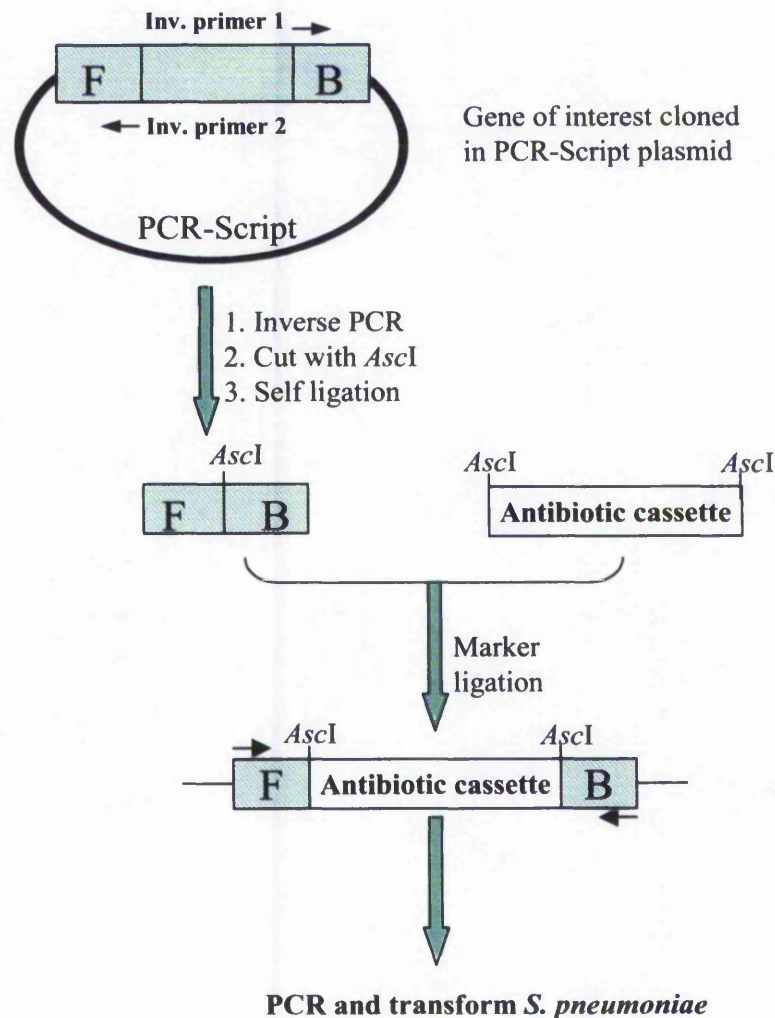 Inv. primer 1
F B
Inv. primer 2
Gene of interest cloned
in PCR-Script plasmid
PCR-Script
1. Inverse PCR
2. Cut with AscI
3. Self ligation
AscI
F B
AscI AscI
Antibiotic cassette
Marker
ligation
AscI AscI
F Antibiotic cassette B
PCR and transform S. pneumoniae